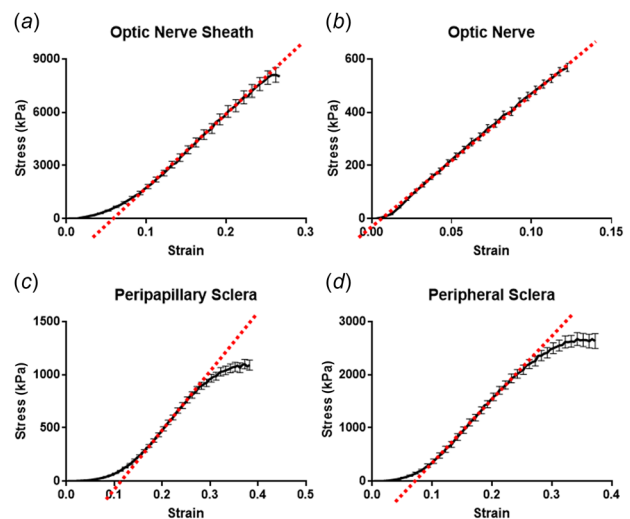 (a)
Optic Nerve Sheath
9000
6000
3000
0
Stress (kPa)
0.0 0.1 0.2 0.3
Strain
(b)
Optic Nerve
600
400
200
0
Stress (kPa)
0.00 0.05 0.10 0.15
Strain
(c)
Peripapillary Sclera
1500
1000
500
0
Stress (kPa)
0.0 0.1 0.2 0.3 0.4 0.5
Strain
(d)
Peripheral Sclera
3000
2000
1000
0
Stress (kPa)
0.0 0.1 0.2 0.3 0.4
Strain